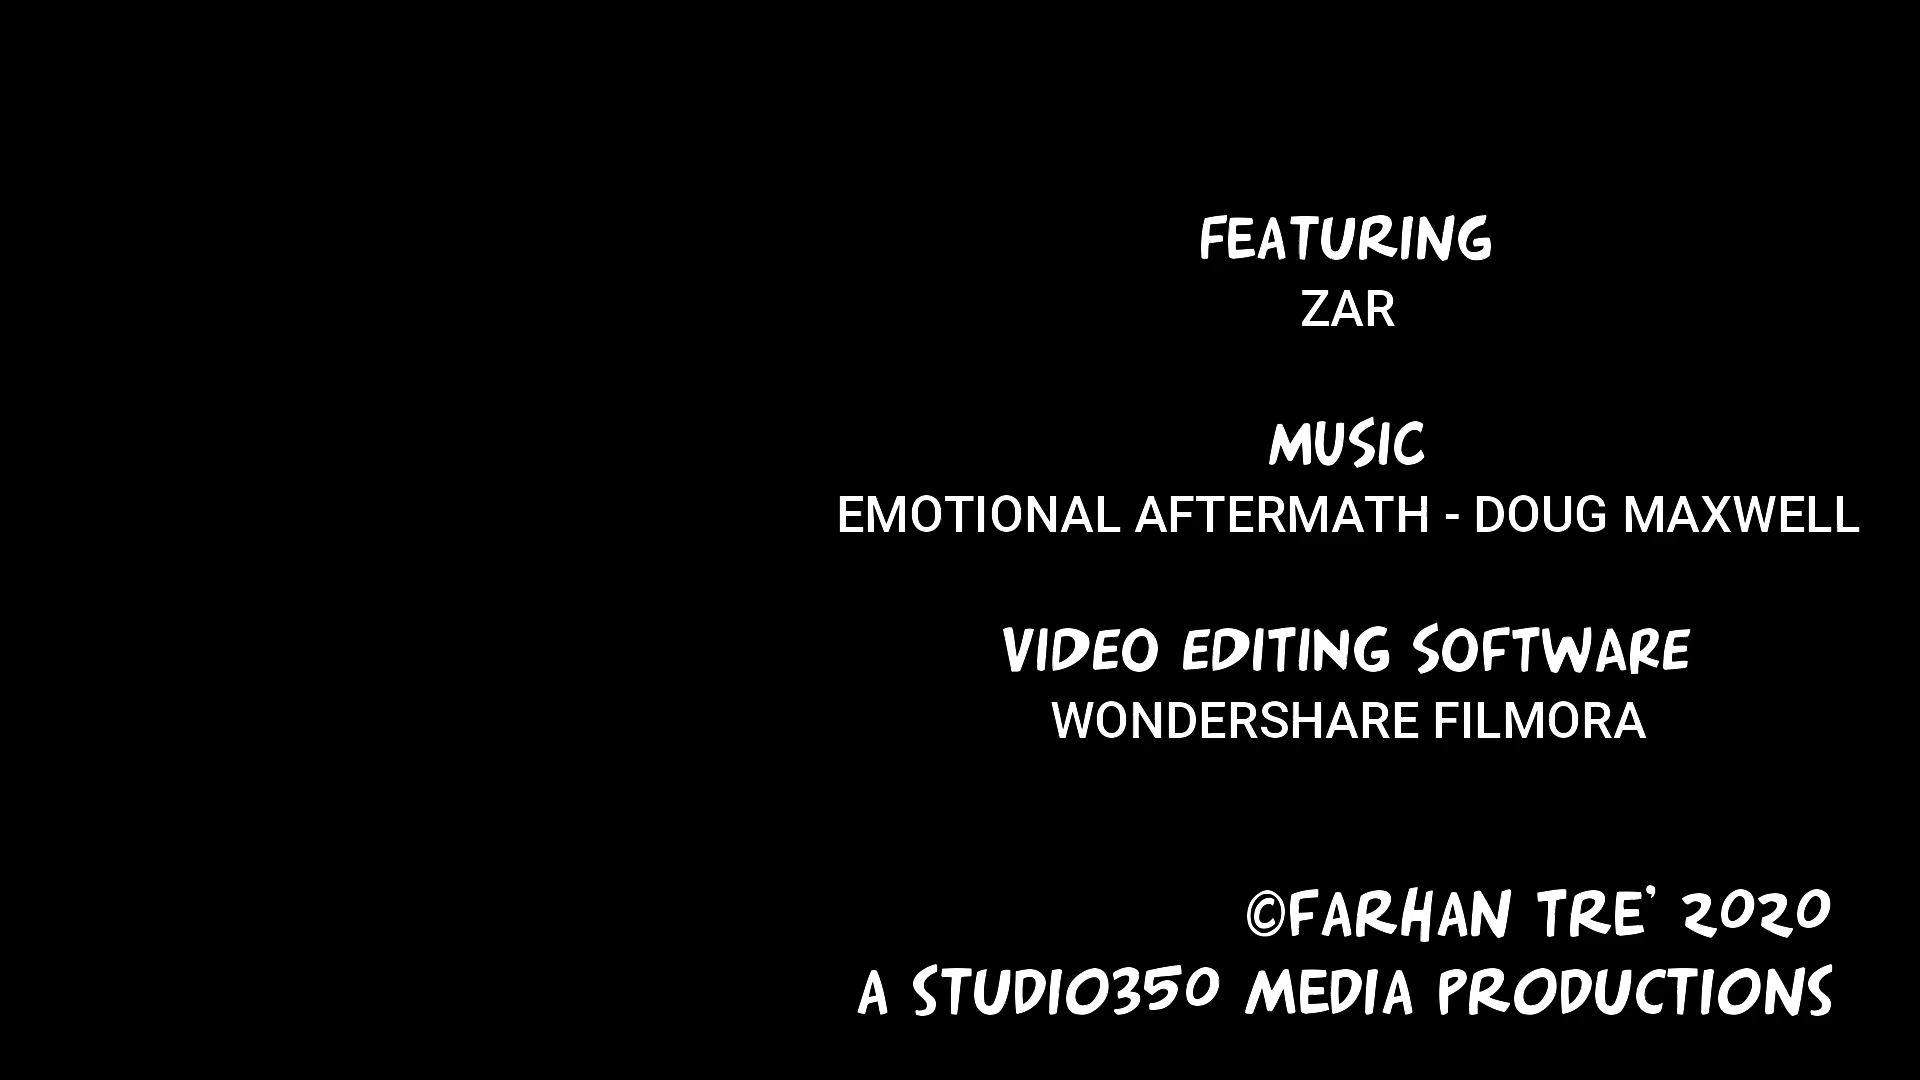 FEATURING
ZAR
MUSIC
EMOTIONAL AFTERMATH - DOUG MAXWELL
VIDEO EDITING SOFTWARE
WONDERSHARE FILMORA
©FARHAN TRE' 2020
A STUDIO350 MEDIA PRODUCTIONS